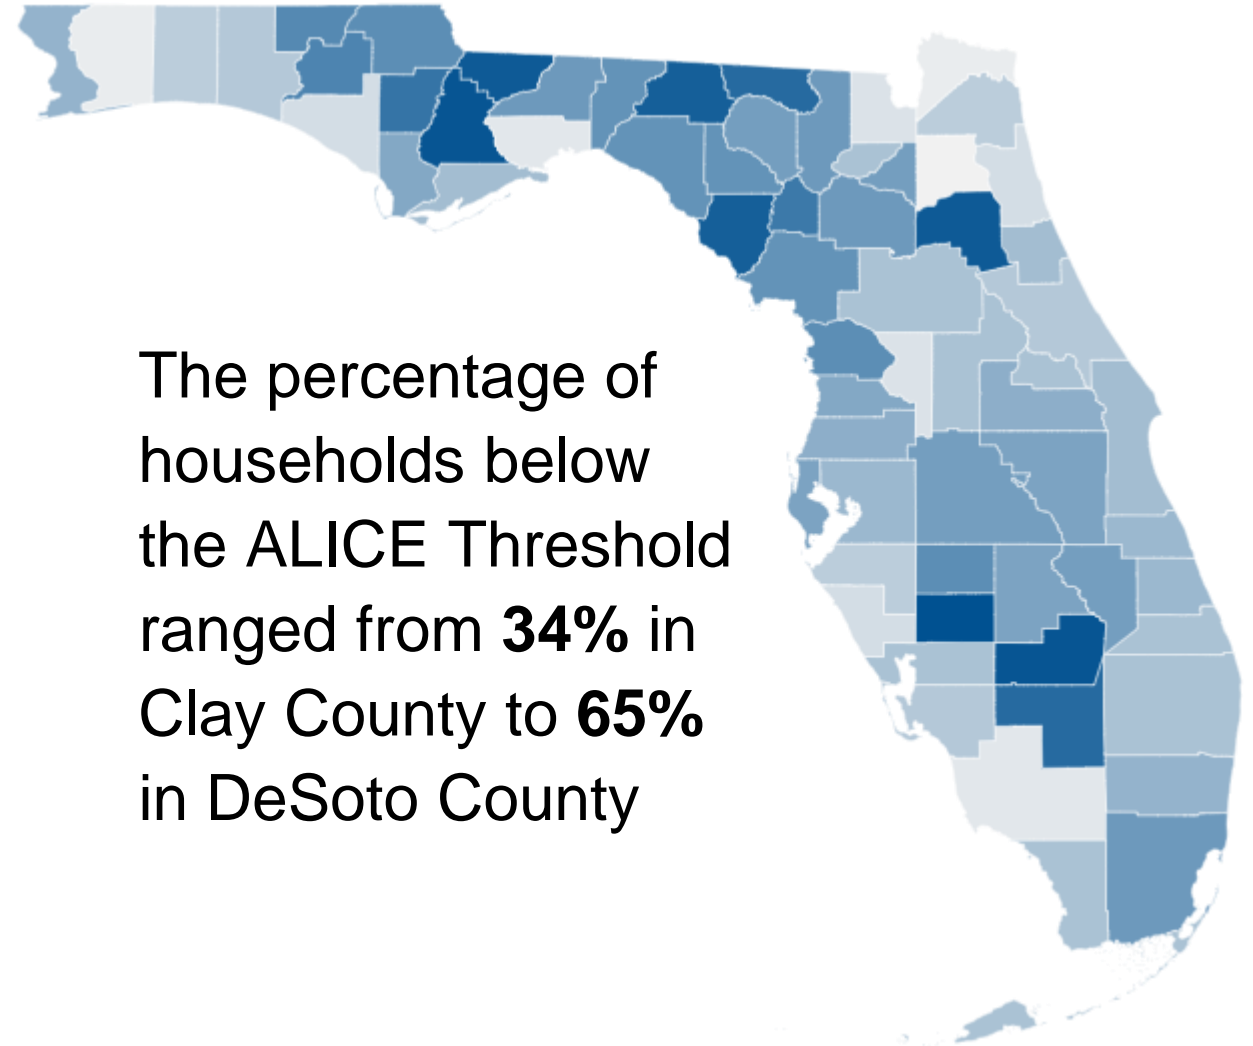 The percentage of
households below
the ALICE Threshold
ranged from 34% in
Clay County to 65%
in DeSoto County